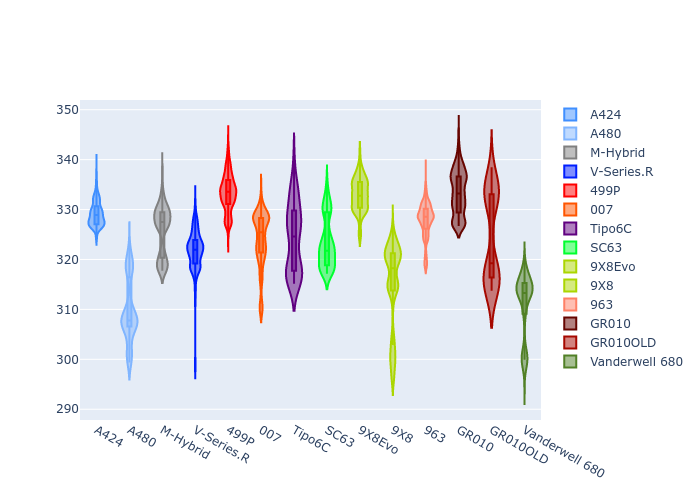 350
340
330
320
310
300
290
A424
A480
M-Hybrid
V-Series.R
499P
007
Tipo6C
SC63
9X8Evo
9X8
963
GR010
GR010OLD
Vanderwell 680
A424
A480
M-Hybrid
V-Series.R
499P
007
Tipo6C
SC63
9X8Evo
9X8
963
GR010
GR010OLD
Vanderwell 680